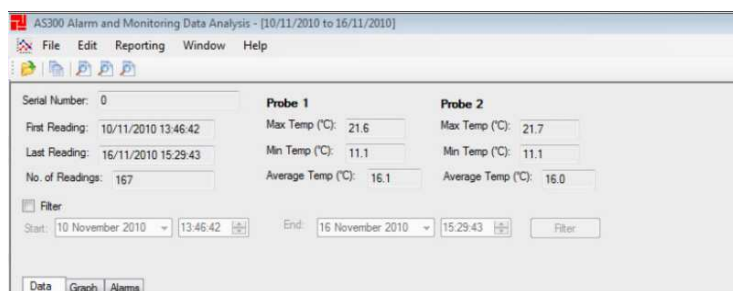 AS300 Alarm and Monitoring Data Analysis - [10/11/2010 to 16/11/2010]
File Edit Reporting Window Help
Serial Number: 0 Probe 1 Probe 2
First Reading: 10/11/2010 13:46:42 Max Temp (°C): 21.6 Max Temp (°C): 21.7
Last Reading: 16/11/2010 15:29:43 Min Temp (°C): 11.1 Min Temp (°C): 11.1
No. of Readings: 167 Average Temp (°C): 16.1 Average Temp (°C): 16.0
Filter
Start: 10 November 2010 13:46:42 End: 16 November 2010 15:29:43 Filter
Data Graph Alarms